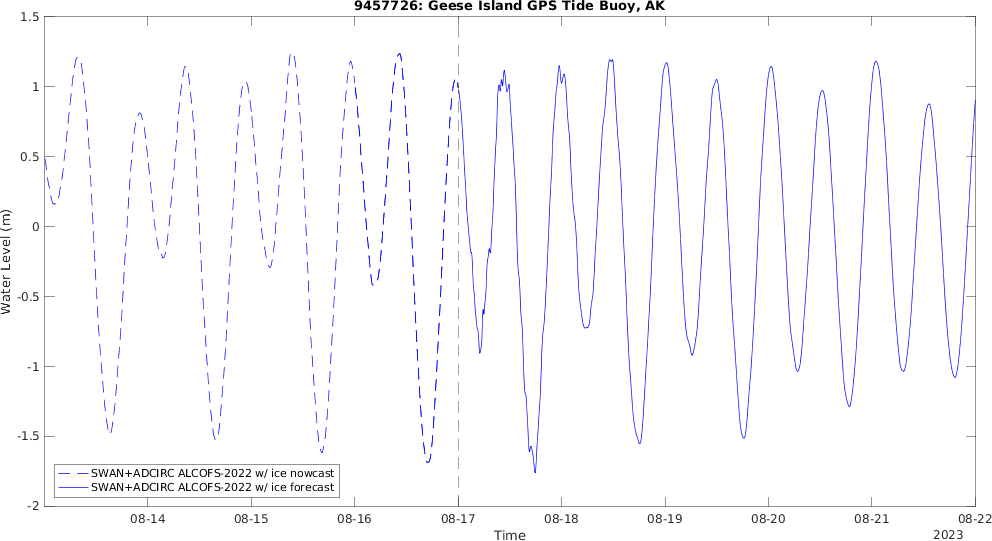 9457726: Geese Island GPS Tide Buoy, AK
1.5
1
0.5
0
-0.5
-1
-1.5
-2
Water Level (m)
SWAN+ADCIRC ALCOFS-2022 w/ ice nowcast
SWAN+ADCIRC ALCOFS-2022 w/ ice forecast
08-14 08-15 08-16 08-17 08-18 08-19 08-20 08-21 08-22
Time
2023